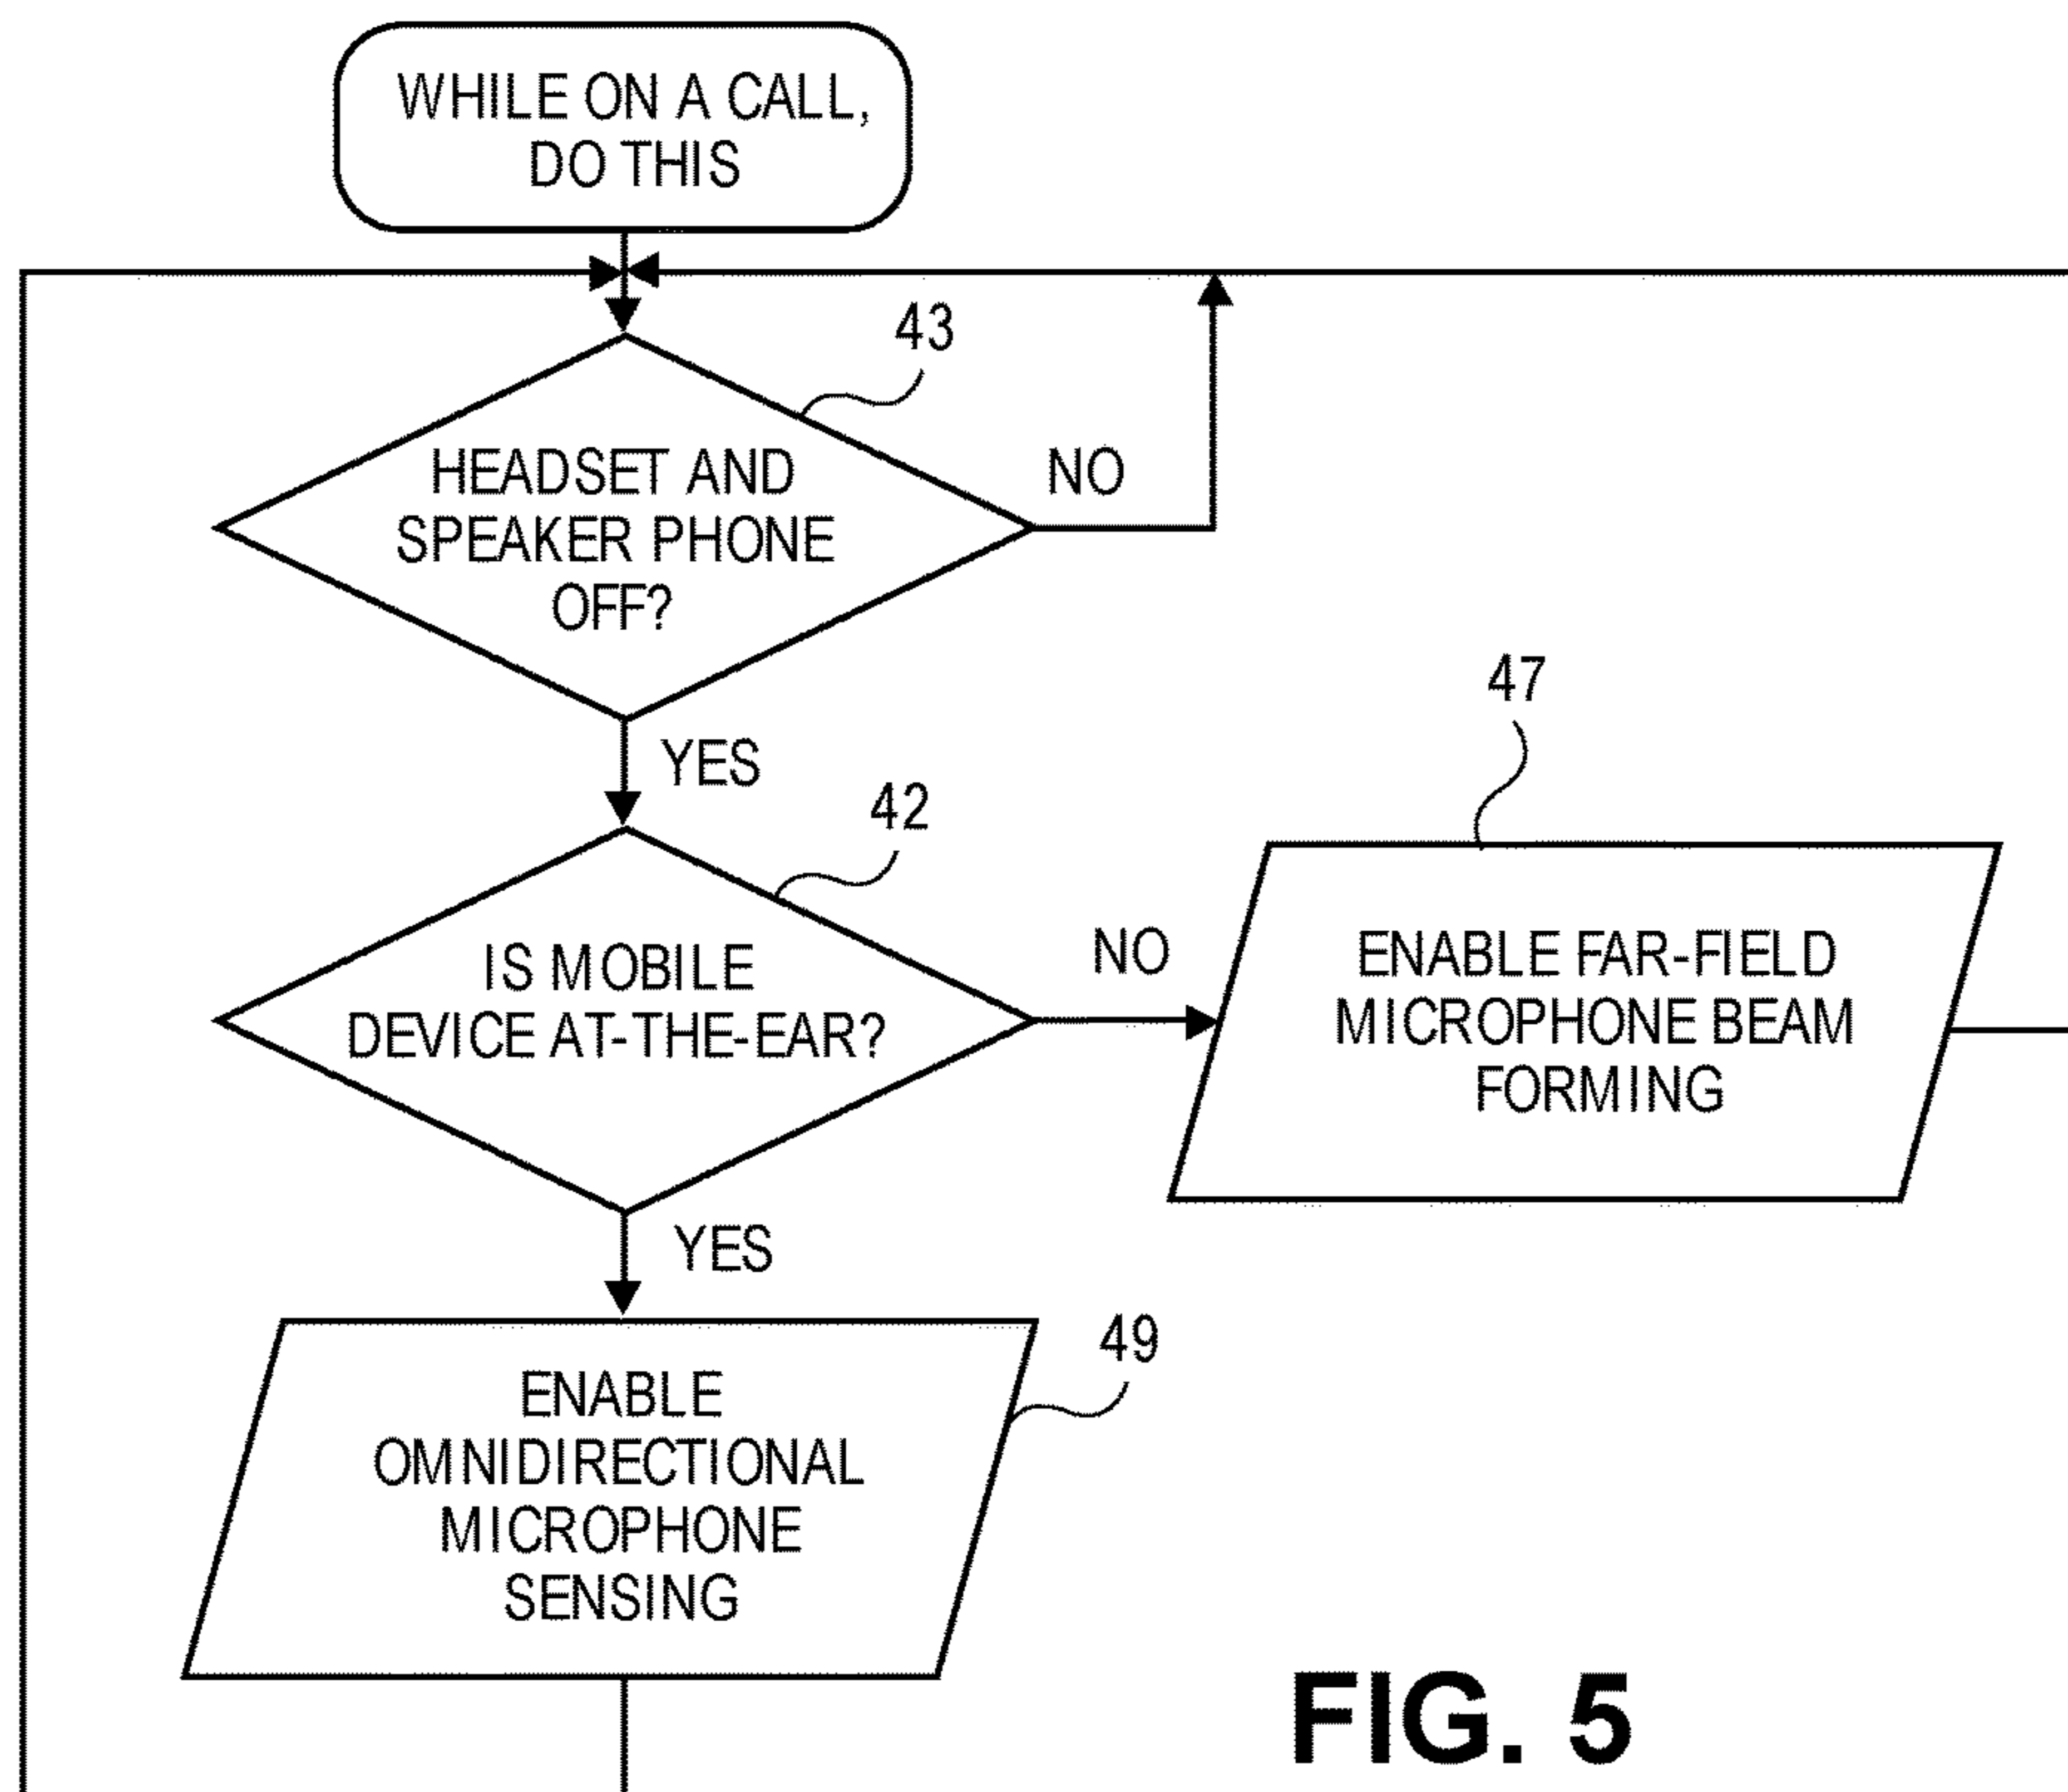 WHILE ON A CALL,
DO THIS
43
HEADSET AND
SPEAKER PHONE
OFF?
NO
YES
42
IS MOBILE
DEVICE AT-THE-EAR?
NO
47
ENABLE FAR-FIELD
MICROPHONE BEAM
FORMING
YES
49
ENABLE
OMNIDIRECTIONAL
MICROPHONE
SENSING
FIG. 5